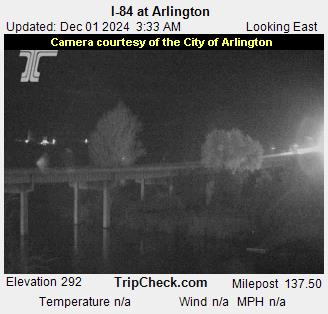 I-84 at Arlington
Updated: Dec 01 2024 3:33 AM Looking East
Camera courtesy of the City of Arlington
Elevation 292 TripCheck.com Milepost 137.50
Temperature n/a Wind n/a MPH n/a